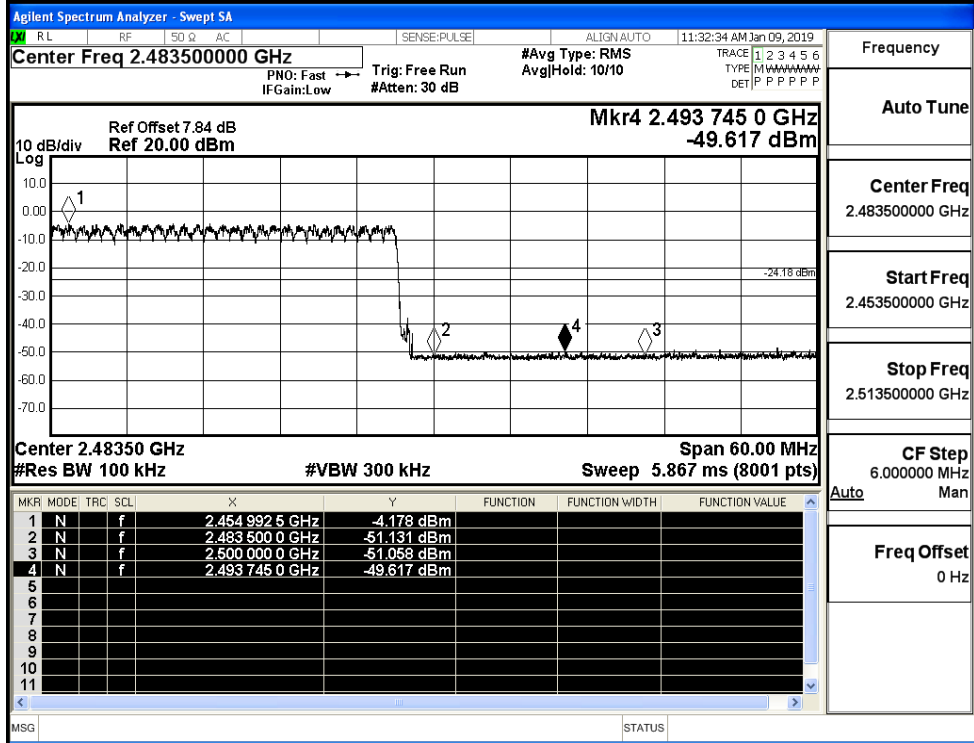 Agilent Spectrum Analyzer - Swept SA
LXI RL RF 50 Ω AC SENSE:PULSE ALIGN AUTO 11:32:34 AM Jan 09, 2019
Center Freq 2.483500000 GHz #Avg Type: RMS TRACE 1 2 3 4 5 6
PNO: Fast Trig: Free Run Avg|Hold: 10/10 TYPE M WWWWW
IFGain:Low #Atten: 30 dB DET P P P P P P
Frequency
Auto Tune
Center Freq
2.483500000 GHz
Start Freq
2.453500000 GHz
Stop Freq
2.513500000 GHz
CF Step
6.000000 MHz
Auto Man
Freq Offset
0 Hz
Mkr4 2.493 745 0 GHz
Ref Offset 7.84 dB
10 dB/div Ref 20.00 dBm -49.617 dBm
Log
10.0
0.00
-10.0
-20.0
-30.0
-40.0
-50.0
-60.0
-70.0
1
2
4
3
-24.18 dBm
Center 2.48350 GHz Span 60.00 MHz
#Res BW 100 kHz #VBW 300 kHz Sweep 5.867 ms (8001 pts)
MKR MODE TRC SCL X Y FUNCTION FUNCTION WIDTH FUNCTION VALUE
1 N f 2.454 992 5 GHz -4.178 dBm
2 N f 2.483 500 0 GHz -51.131 dBm
3 N f 2.500 000 0 GHz -51.058 dBm
4 N f 2.493 745 0 GHz -49.617 dBm
5
6
7
8
9
10
11
MSG STATUS